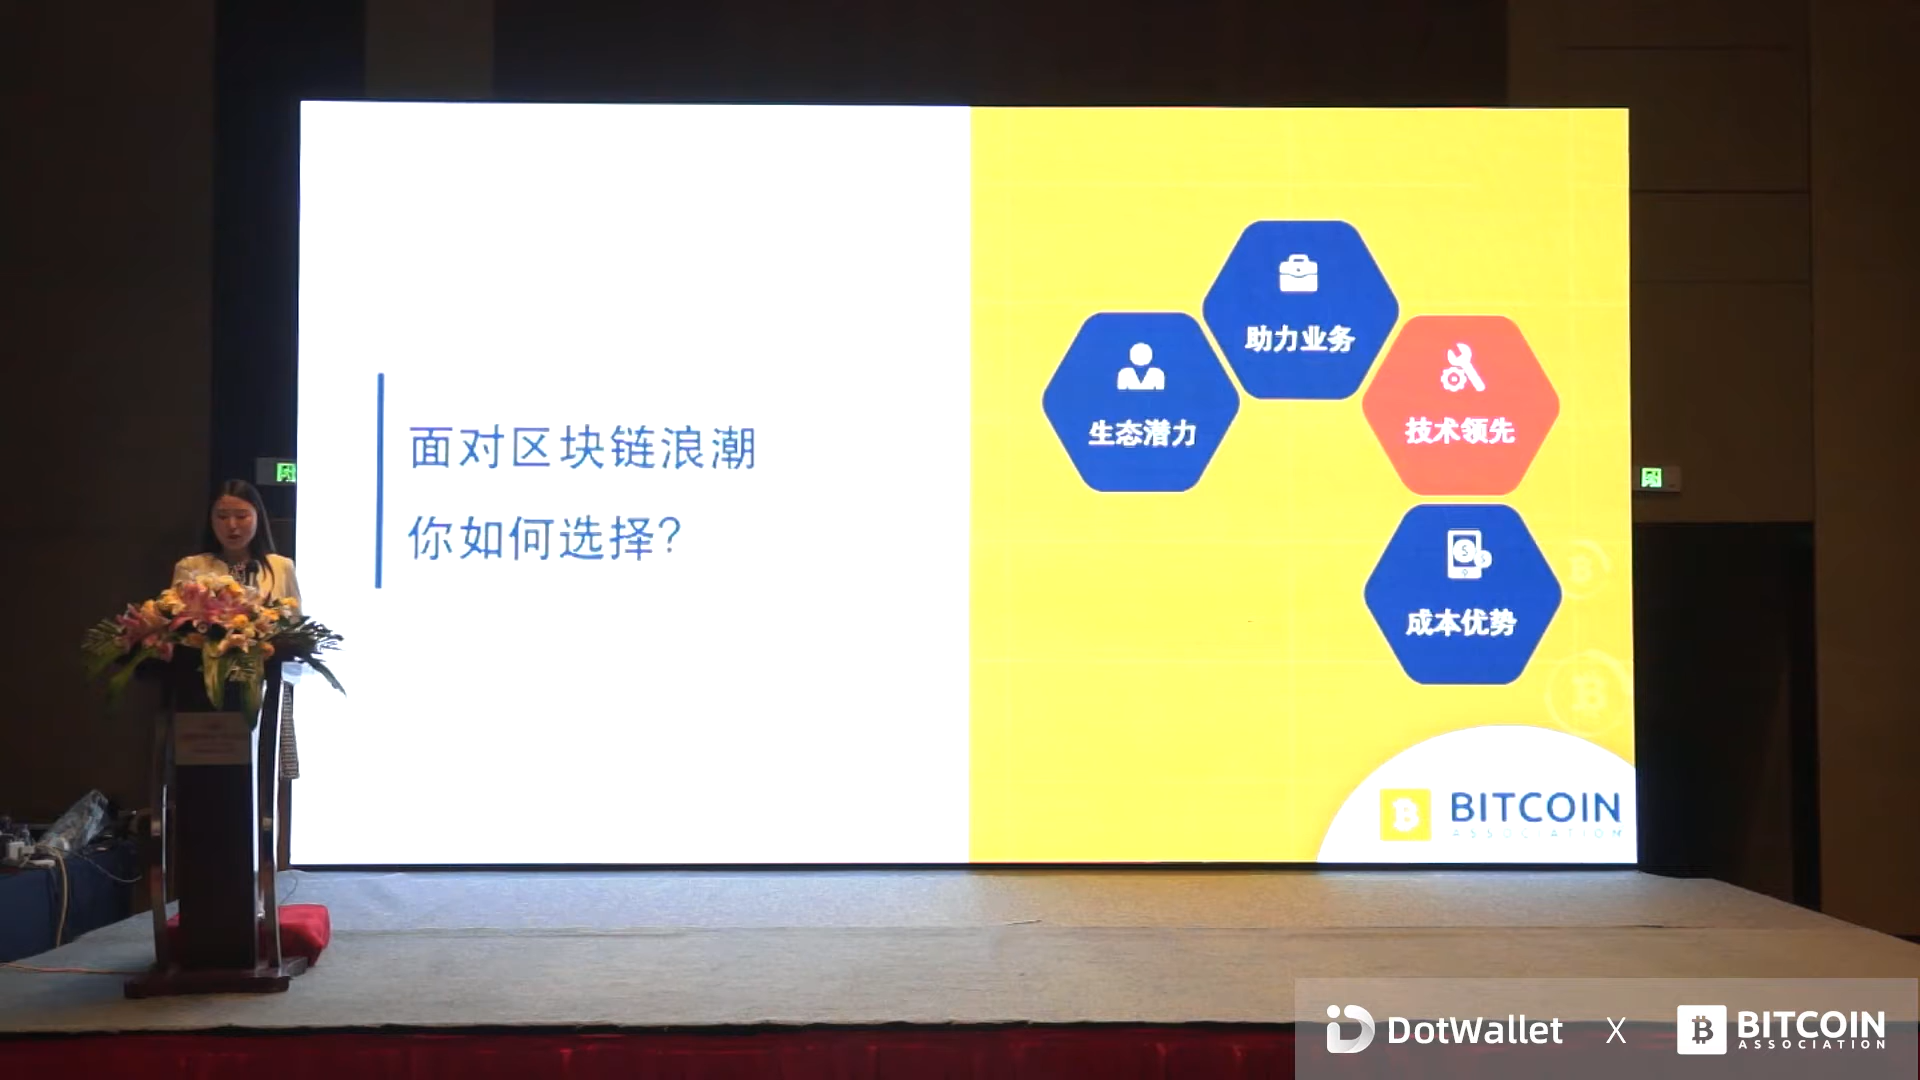 面对区块链浪潮
你如何选择?
助力业务
生态潜力
技术领先
成本优势
BITCOIN
ASSOCIATION
DotWallet X BITCOIN
ASSOCIATION